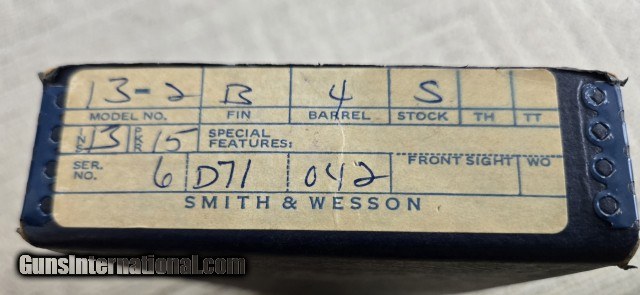 13-2 B 4 S
MODEL NO. FIN BARREL STOCK TH TT
13 15 SPECIAL FEATURES:
SER. NO. 6 D71 042 FRONT SIGHT WO
SMITH & WESSON
GunsInternational.com